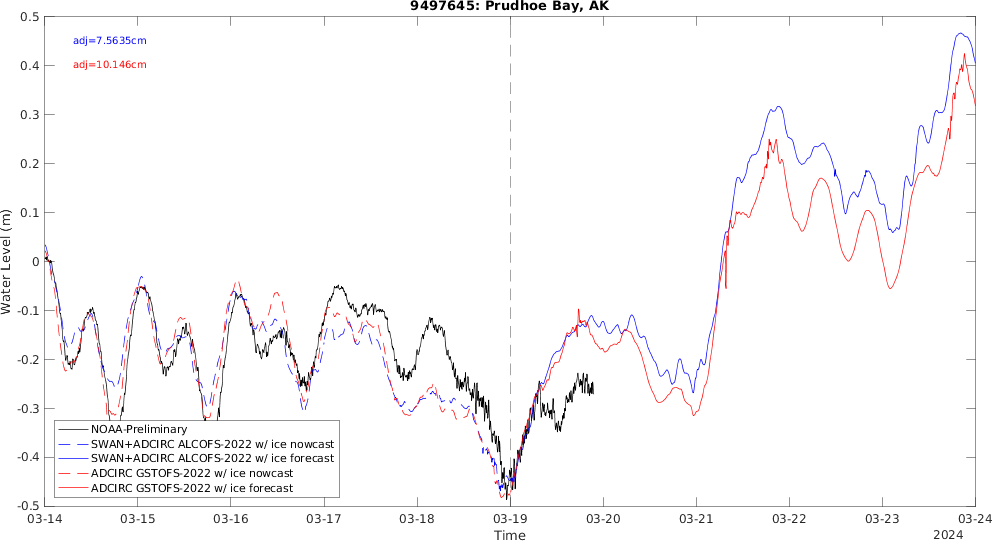 9497645: Prudhoe Bay, AK
adj=7.5635cm
adj=10.146cm
Water Level (m)
0.5
0.4
0.3
0.2
0.1
0
-0.1
-0.2
-0.3
-0.4
-0.5
NOAA-Preliminary
SWAN+ADCIRC ALCOFS-2022 w/ ice nowcast
SWAN+ADCIRC ALCOFS-2022 w/ ice forecast
ADCIRC GSTOFS-2022 w/ ice nowcast
ADCIRC GSTOFS-2022 w/ ice forecast
03-14 03-15 03-16 03-17 03-18 03-19 03-20 03-21 03-22 03-23 03-24
Time
2024